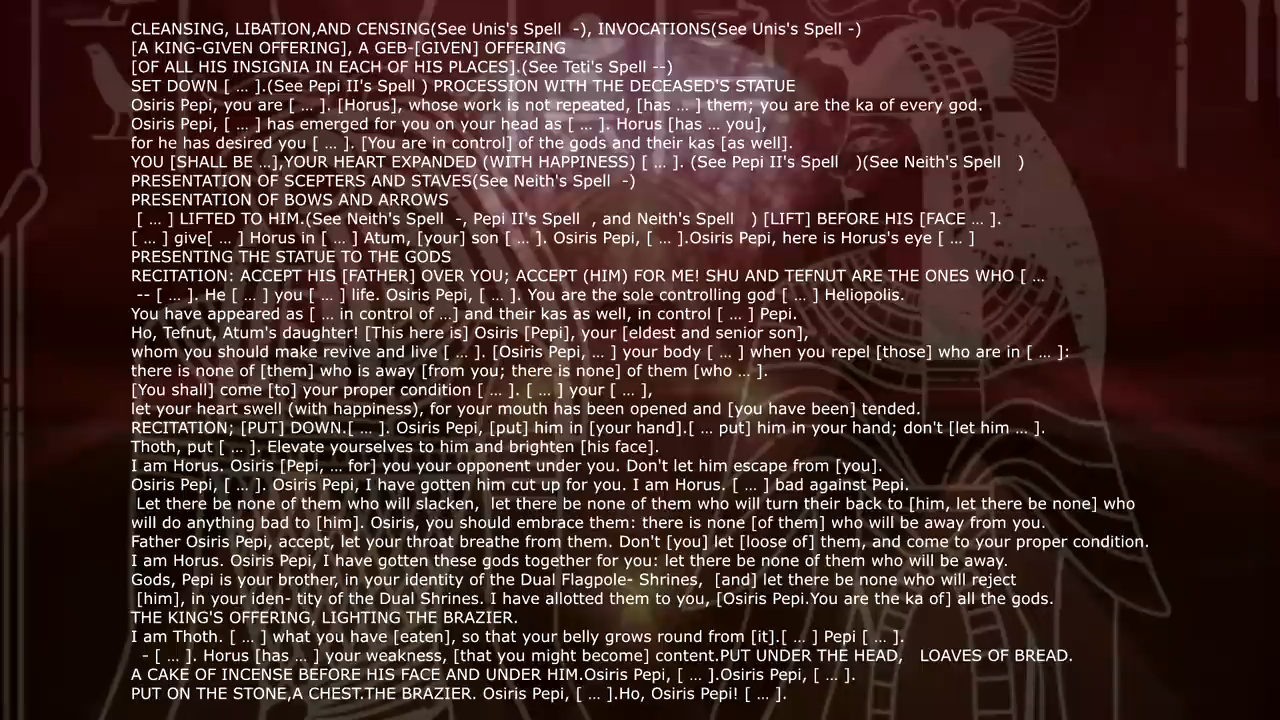 CLEANSING, LIBATION,AND CENSING(See Unis's Spell  -), INVOCATIONS(See Unis's Spell -)
[A KING-GIVEN OFFERING], A GEB-[GIVEN] OFFERING
[OF ALL HIS INSIGNIA IN EACH OF HIS PLACES].(See Teti's Spell --)
SET DOWN [ … ].(See Pepi II's Spell ) PROCESSION WITH THE DECEASED'S STATUE
Osiris Pepi, you are [ … ]. [Horus], whose work is not repeated, [has … ] them; you are the ka of every god.
Osiris Pepi, [ … ] has emerged for you on your head as [ … ]. Horus [has … you],
for he has desired you [ … ]. [You are in control] of the gods and their kas [as well].
YOU [SHALL BE …],YOUR HEART EXPANDED (WITH HAPPINESS) [ … ]. (See Pepi II's Spell   )(See Neith's Spell   )
PRESENTATION OF SCEPTERS AND STAVES(See Neith's Spell  -)
PRESENTATION OF BOWS AND ARROWS
[ … ] LIFTED TO HIM.(See Neith's Spell  -, Pepi II's Spell  , and Neith's Spell   ) [LIFT] BEFORE HIS [FACE … ].
[ … ] give[ … ] Horus in [ … ] Atum, [your] son [ … ]. Osiris Pepi, [ … ].Osiris Pepi, here is Horus's eye [ … ]
PRESENTING THE STATUE TO THE GODS
RECITATION: ACCEPT HIS [FATHER] OVER YOU; ACCEPT (HIM) FOR ME! SHU AND TEFNUT ARE THE ONES WHO [ …
-- [ … ]. He [ … ] you [ … ] life. Osiris Pepi, [ … ]. You are the sole controlling god [ … ] Heliopolis.
You have appeared as [ … in control of …] and their kas as well, in control [ … ] Pepi.
Ho, Tefnut, Atum's daughter! [This here is] Osiris [Pepi], your [eldest and senior son],
whom you should make revive and live [ … ]. [Osiris Pepi, … ] your body [ … ] when you repel [those] who are in [ … ]:
there is none of [them] who is away [from you; there is none] of them [who … ].
[You shall] come [to] your proper condition [ … ]. [ … ] your [ … ],
let your heart swell (with happiness), for your mouth has been opened and [you have been] tended.
RECITATION; [PUT] DOWN.[ … ]. Osiris Pepi, [put] him in [your hand].[ … put] him in your hand; don't [let him … ].
Thoth, put [ … ]. Elevate yourselves to him and brighten [his face].
I am Horus. Osiris [Pepi, … for] you your opponent under you. Don't let him escape from [you].
Osiris Pepi, [ … ]. Osiris Pepi, I have gotten him cut up for you. I am Horus. [ … ] bad against Pepi.
Let there be none of them who will slacken,  let there be none of them who will turn their back to [him, let there be none] who
will do anything bad to [him]. Osiris, you should embrace them: there is none [of them] who will be away from you.
Father Osiris Pepi, accept, let your throat breathe from them. Don't [you] let [loose of] them, and come to your proper condition.
I am Horus. Osiris Pepi, I have gotten these gods together for you: let there be none of them who will be away.
Gods, Pepi is your brother, in your identity of the Dual Flagpole- Shrines,  [and] let there be none who will reject
[him], in your iden- tity of the Dual Shrines. I have allotted them to you, [Osiris Pepi.You are the ka of] all the gods.
THE KING'S OFFERING, LIGHTING THE BRAZIER.
I am Thoth. [ … ] what you have [eaten], so that your belly grows round from [it].[ … ] Pepi [ … ].
- [ … ]. Horus [has … ] your weakness, [that you might become] content.PUT UNDER THE HEAD,   LOAVES OF BREAD.
A CAKE OF INCENSE BEFORE HIS FACE AND UNDER HIM.Osiris Pepi, [ … ].Osiris Pepi, [ … ].
PUT ON THE STONE,A CHEST.THE BRAZIER. Osiris Pepi, [ … ].Ho, Osiris Pepi! [ … ].